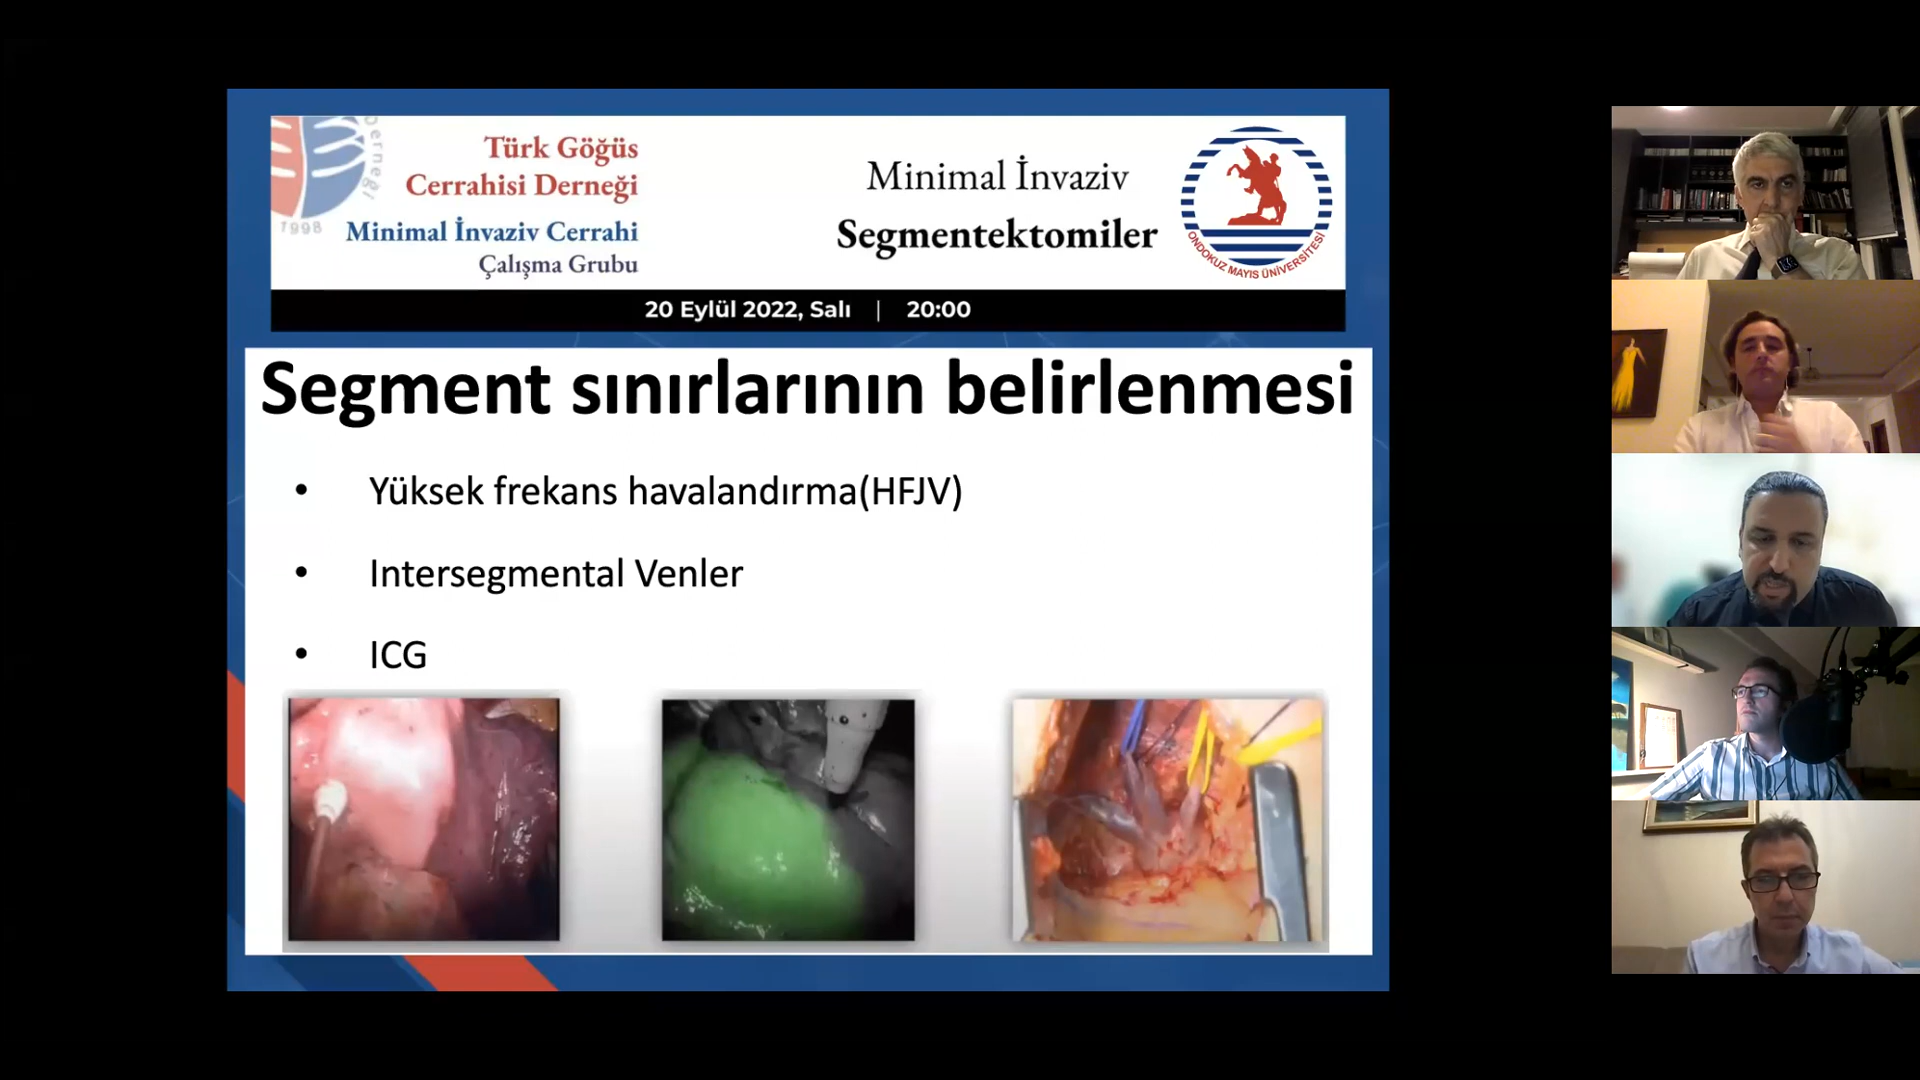 Derneği
1998
Türk Göğüs
Cerrahisi Derneği
Minimal İnvaziv Cerrahi
Çalışma Grubu
Minimal İnvaziv
Segmentektomiler
ONDOKUZ MAYIS ÜNİVERSİTESİ
20 Eylül 2022, Salı | 20:00
Segment sınırlarının belirlenmesi
• Yüksek frekans havalandırma(HFJV)
• Intersegmental Venler
• ICG